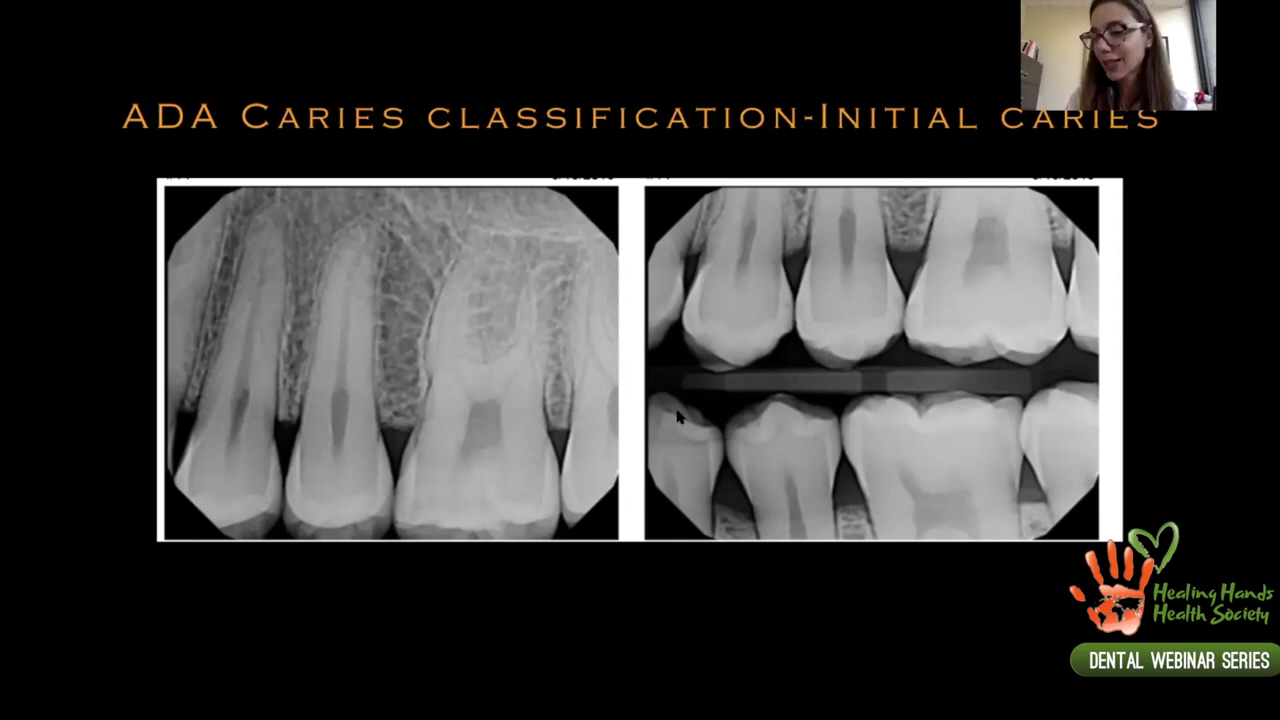 ADA Caries classification-Initial caries
Healing Hands
Health Society
DENTAL WEBINAR SERIES